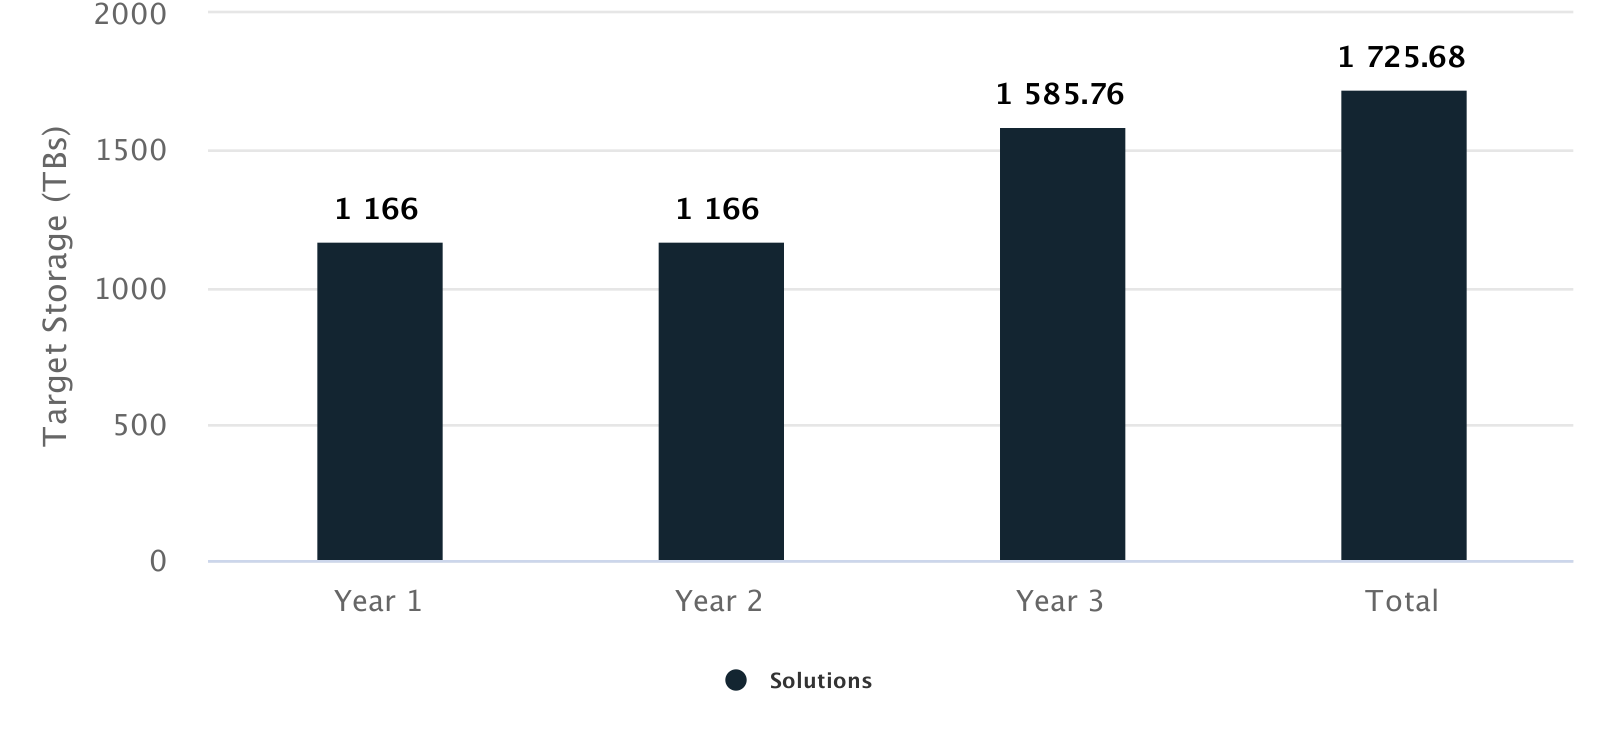 2000
1 725.68
1 585.76
1500
1 166
1 166
1000
500
0
Target Storage (TBs)
Year 1
Year 2
Year 3
Total
Solutions